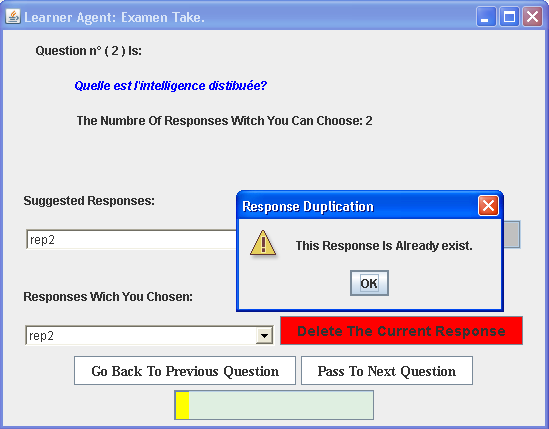 Learner Agent: Examen Take.
Question n° ( 2 ) Is:
Quelle est l'intelligence distibuée?
The Numbre Of Responses Witch You Can Choose: 2
Suggested Responses:
rep2
Response Duplication
This Response Is Already exist.
OK
Responses Wich You Chosen:
rep2
Delete The Current Response
Go Back To Previous Question
Pass To Next Question